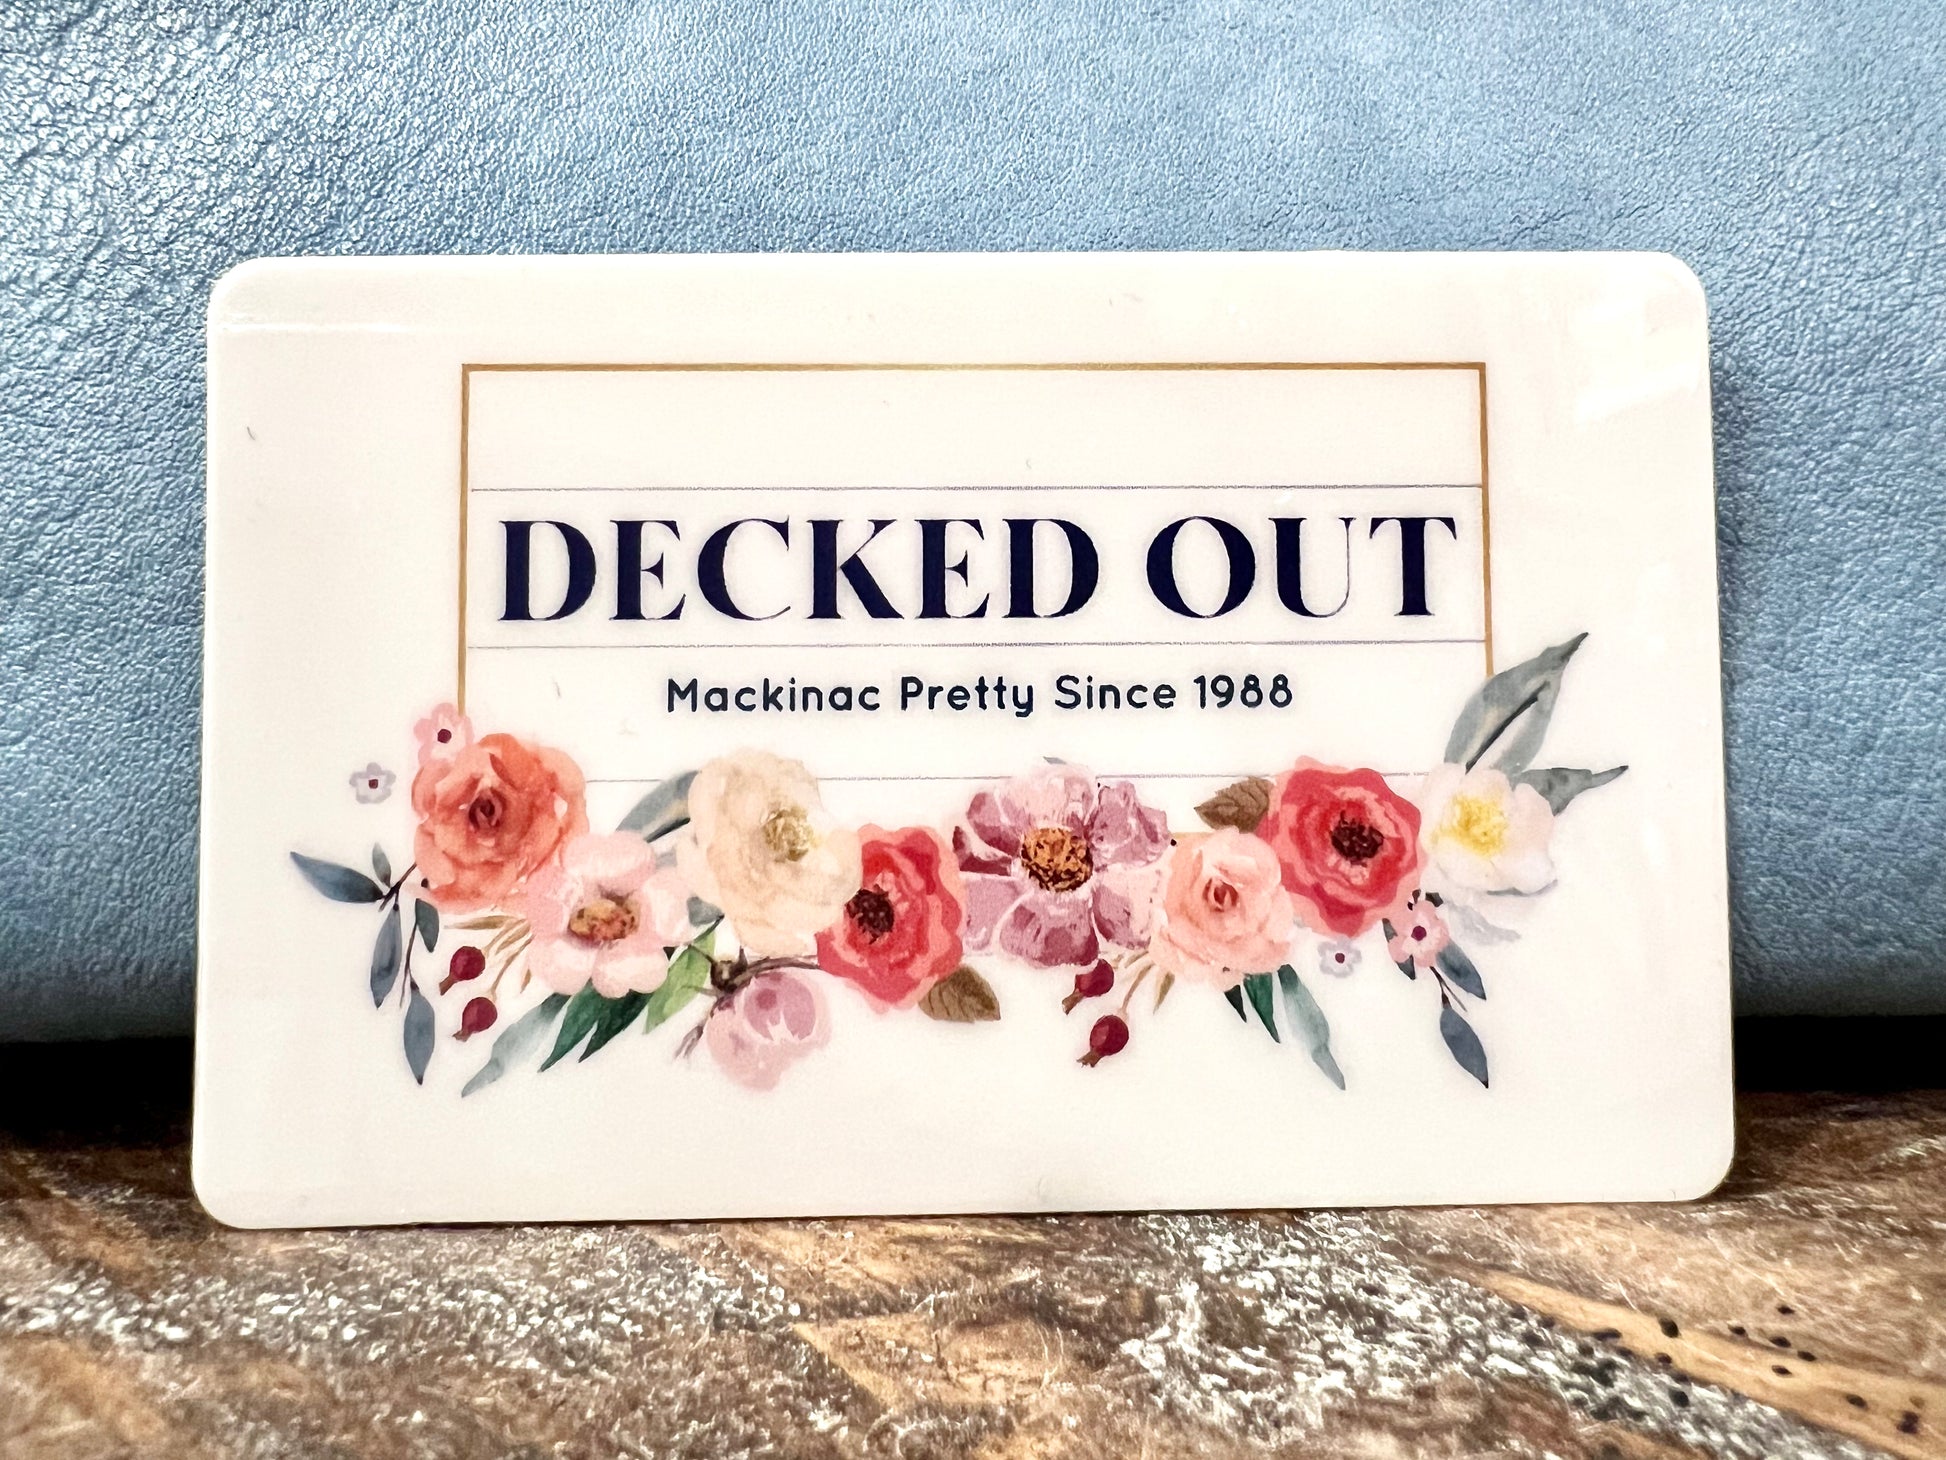 DECKED OUT
Mackinac Pretty Since 1988